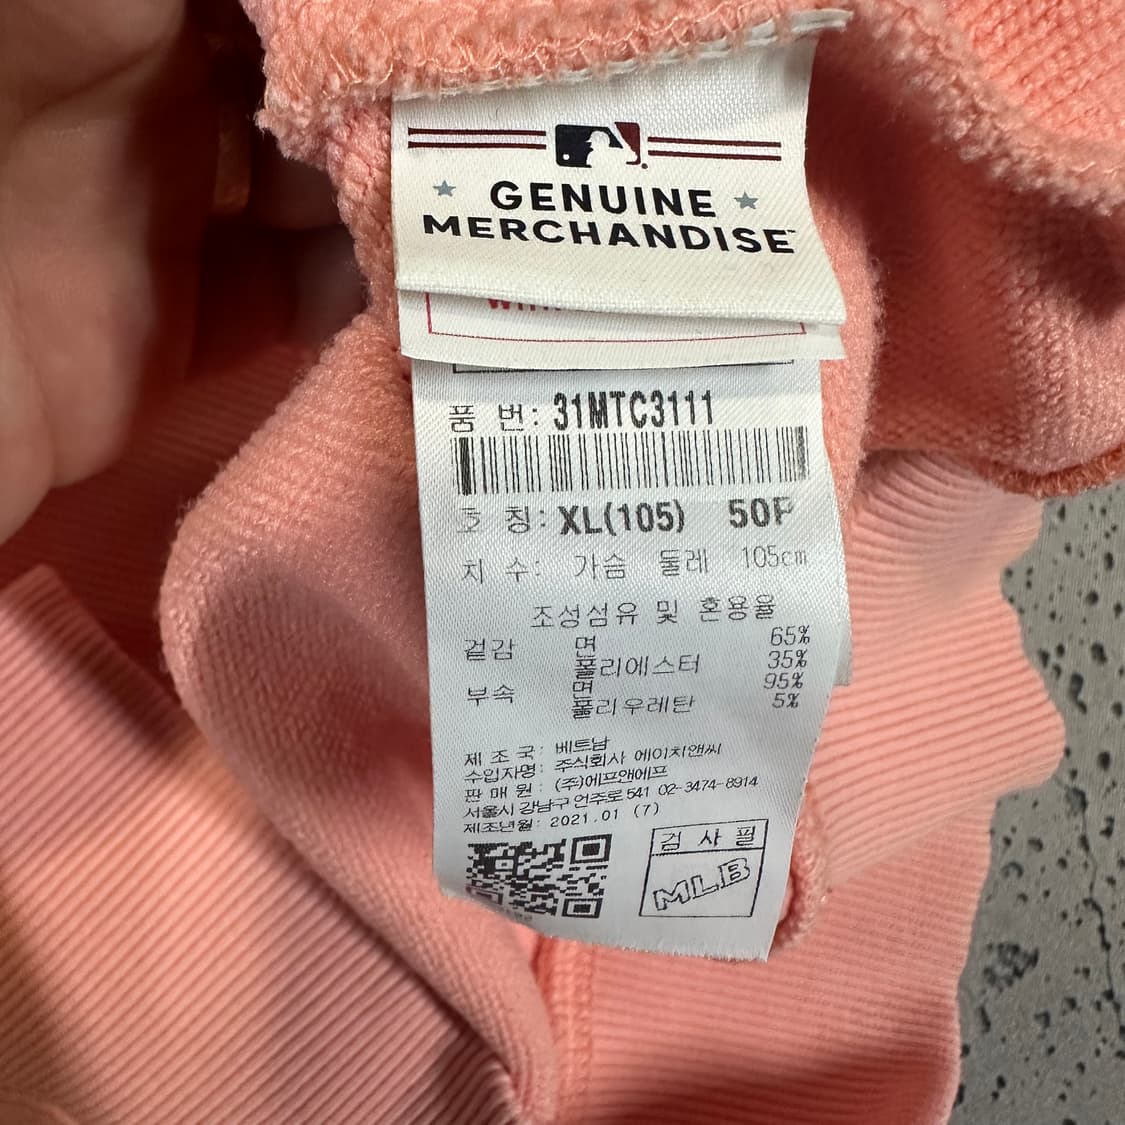 GENUINE
MERCHANDISE™
품 번: 31MTC3111
호 칭: XL(105) 50P
치 수: 가슴 둘레 105cm
조성섬유 및 혼용율
겉감 면 65%
폴리에스터 35%
부속 면 95%
폴리우레탄 5%
제 조 국: 베트남
수입자명: 주식회사 에이치앤씨
판 매 원: (주)에프앤에프
서울시 강남구 언주로 541 02-3474-8914
제조년월: 2021.01 (7)
검 사 필
MLB